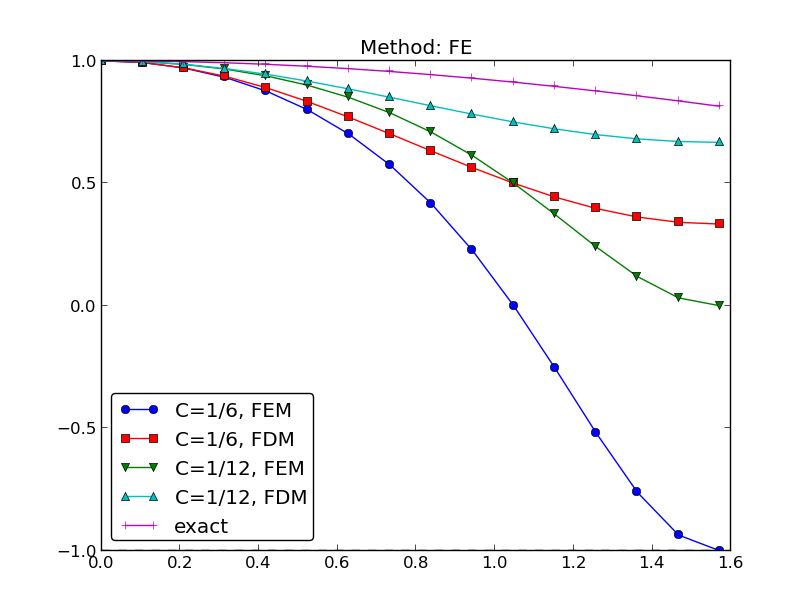 Method: FE
1.0
0.5
0.0
−0.5
−1.0
C=1/6, FEM
C=1/6, FDM
C=1/12, FEM
C=1/12, FDM
exact
0.0 0.2 0.4 0.6 0.8 1.0 1.2 1.4 1.6